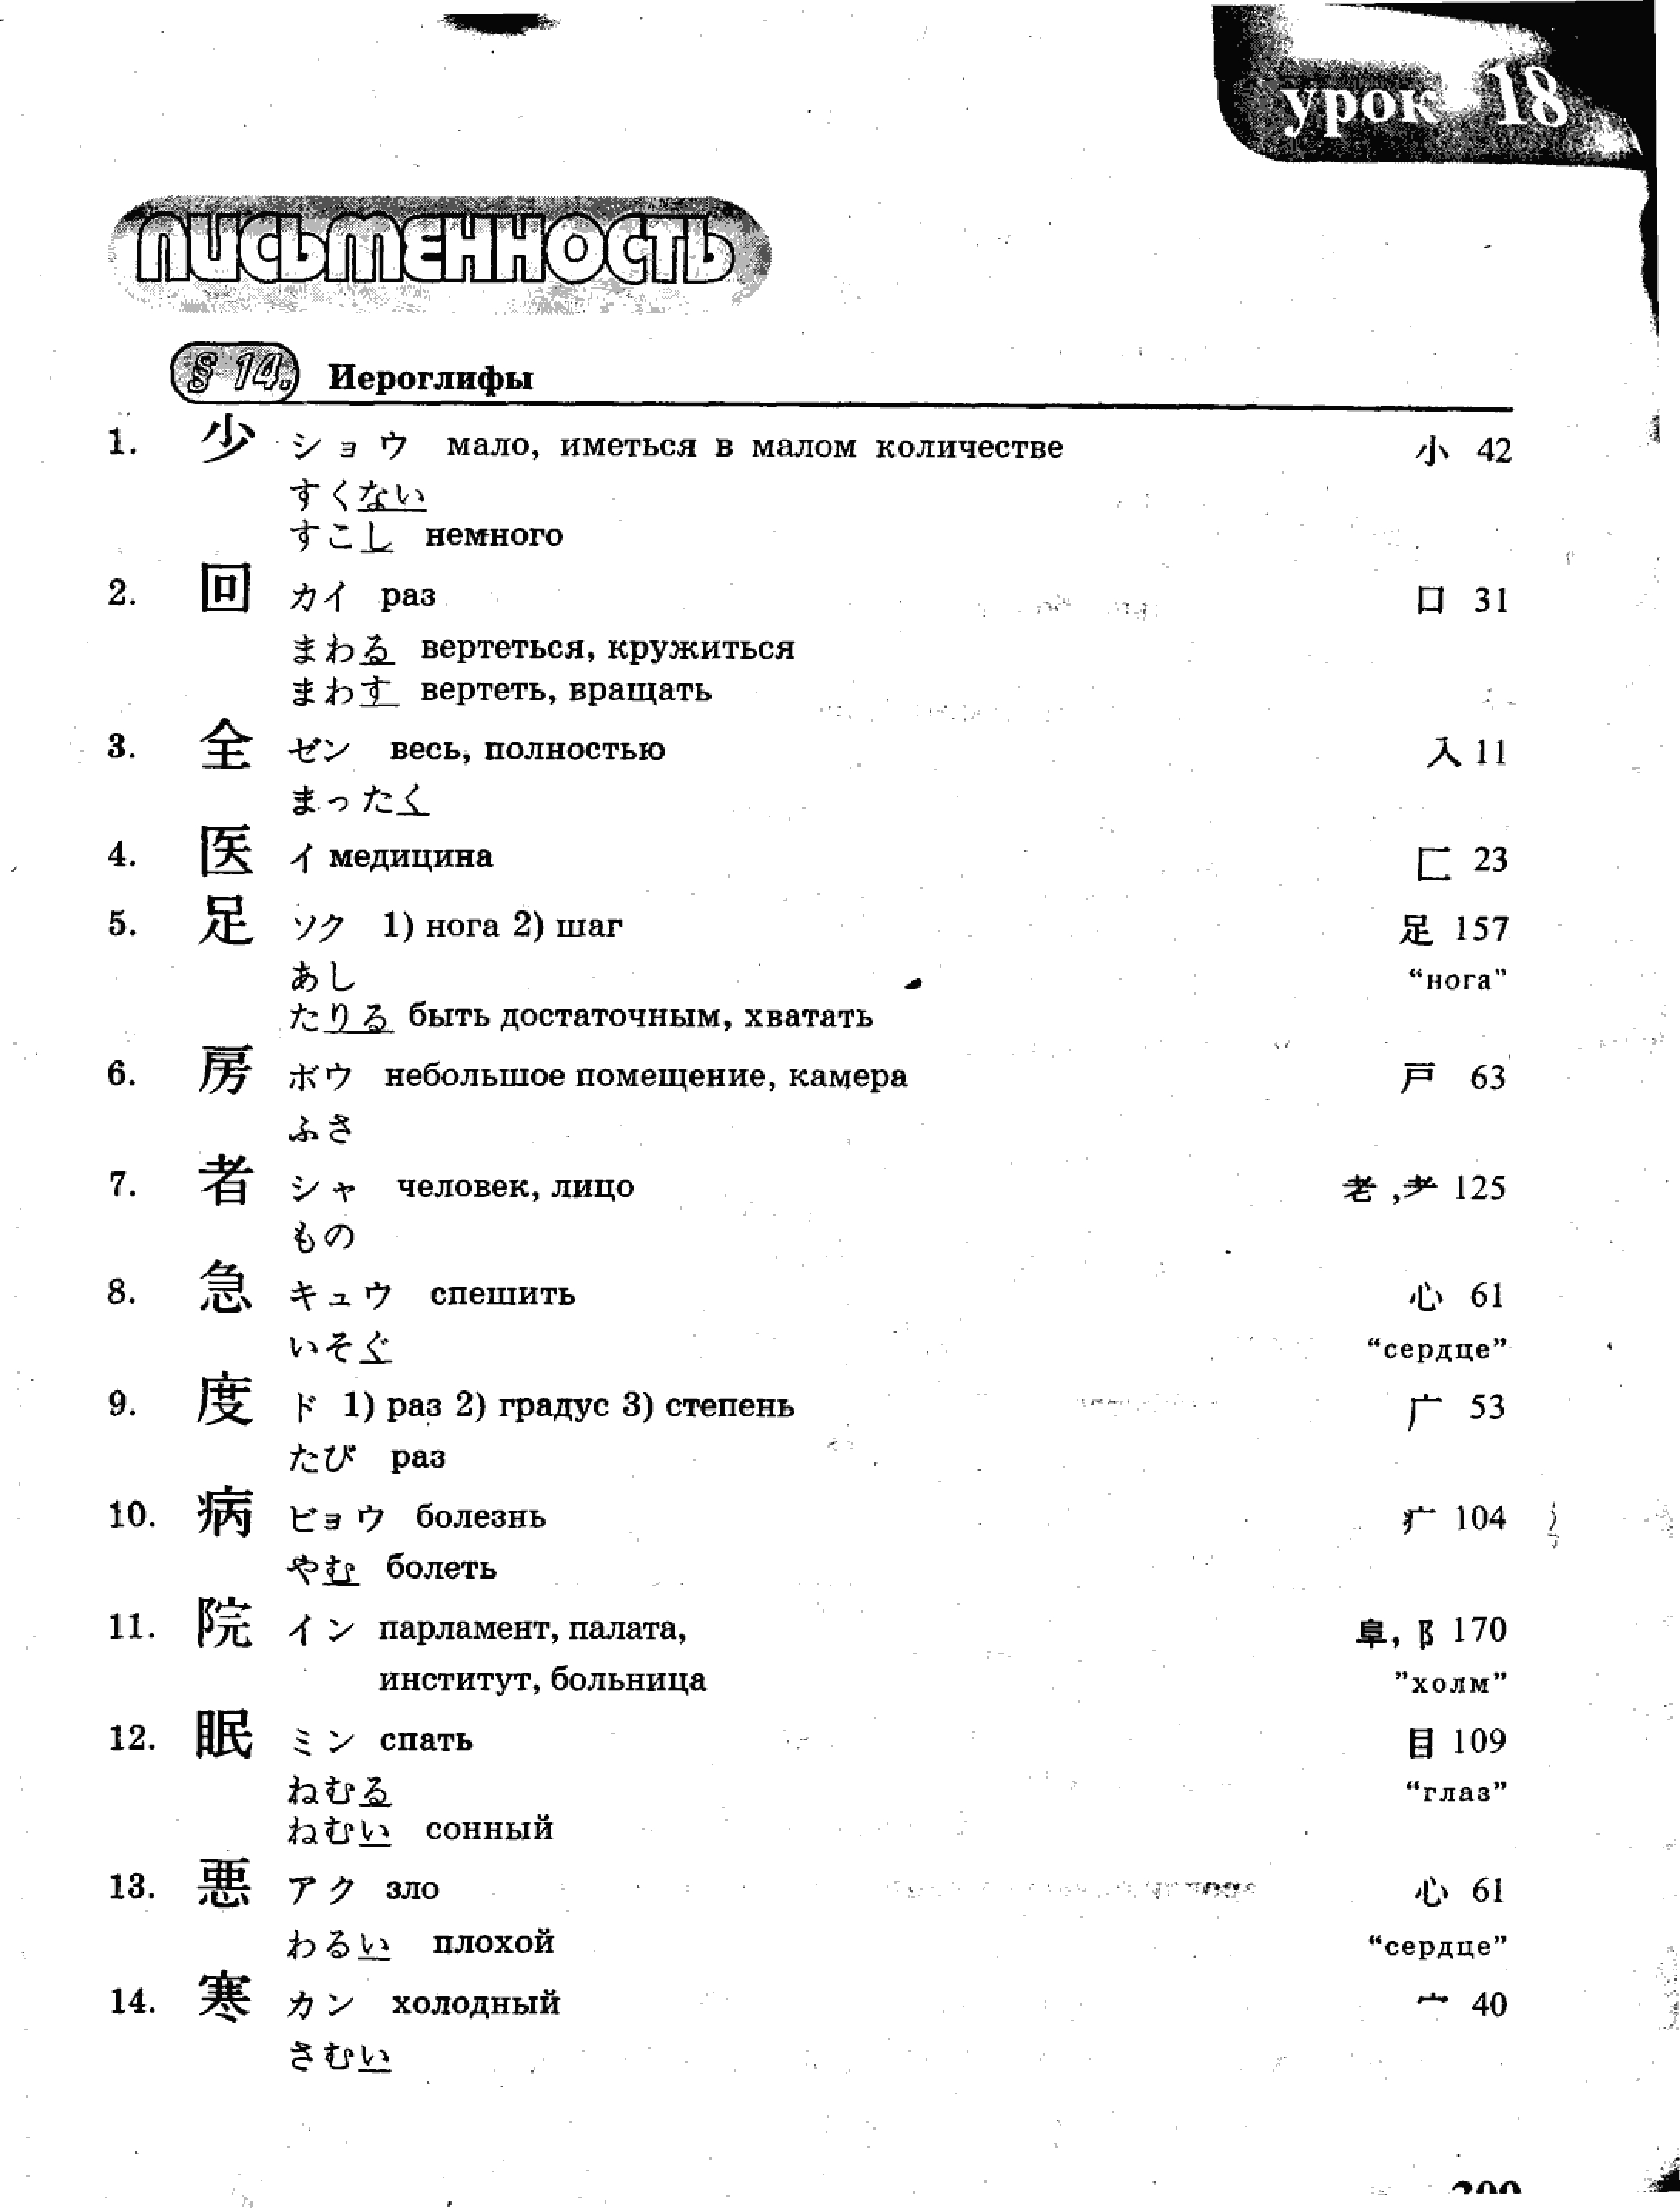 урок 18
письменность
§ 14. Иероглифы
1. 少 ショウ мало, иметься в малом количестве 小 42
すくない
すこし немного
2. 回 カイ раз 口 31
まわる вертеться, кружиться
まわす вертеть, вращать
3. 全 ゼン весь, полностью 入 11
まったく
4. 医 イ медицина 匚 23
5. 足 ソク 1) нога 2) шаг 足 157
あし “нога”
たりる быть достаточным, хватать
6. 房 ボウ небольшое помещение, камера 戸 63
ふさ
7. 者 シャ человек, лицо 老,耂 125
もの
8. 急 キュウ спешить 心 61
いそぐ “сердце”
9. 度 ド 1) раз 2) градус 3) степень 广 53
たび раз
10. 病 ビョウ болезнь 疒 104
やむ болеть
11. 院 イン парламент, палата, 阜, 阝 170
институт, больница ”холм”
12. 眠 ミン спать 目 109
ねむる “глаз”
ねむい сонный
13. 悪 アク зло 心 61
わるい плохой “сердце”
14. 寒 カン холодный 宀 40
さむい